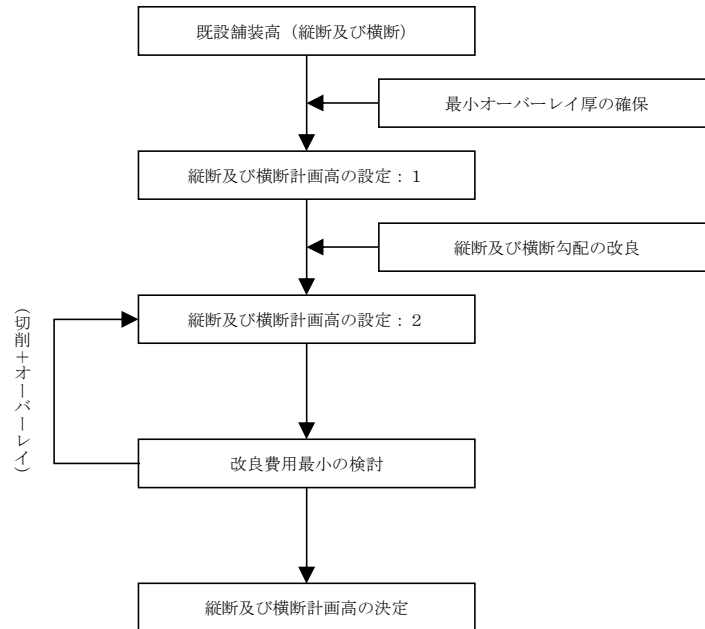 既設舗装高（縦断及び横断）
最小オーバーレイ厚の確保
縦断及び横断計画高の設定：１
縦断及び横断勾配の改良
縦断及び横断計画高の設定：２
（切削＋オーバーレイ）
改良費用最小の検討
縦断及び横断計画高の決定